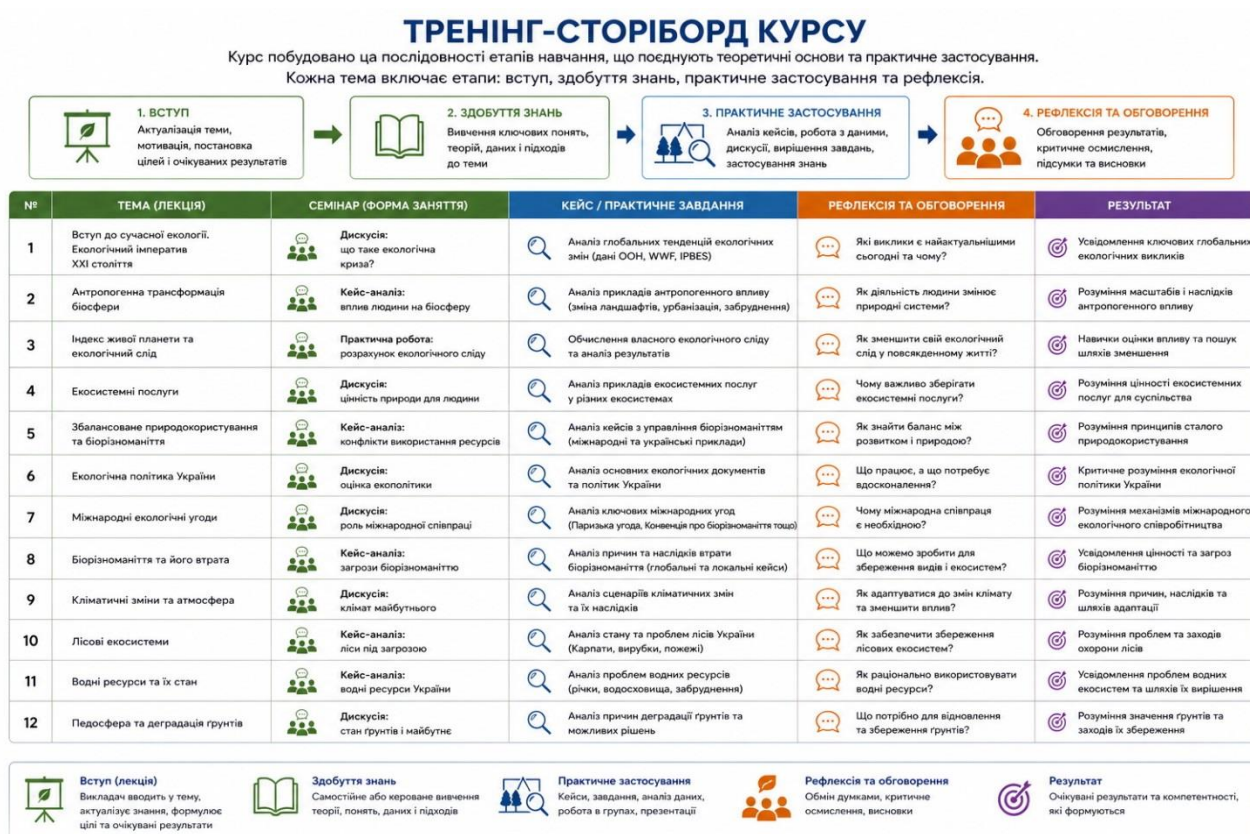 ТРЕНІНГ-СТОРІБОРД КУРСУ
Курс побудовано ца послідовності етапів навчання, що поєднують теоретичні основи та практичне застосування.
Кожна тема включає етапи: вступ, здобуття знань, практичне застосування та рефлексія.
1. ВСТУП
Актуалізація теми,
мотивація, постановка
цілей і очікуваних результатів
2. ЗДОБУТТЯ ЗНАНЬ
Вивчення ключових понять,
теорій, даних і підходів
до теми
3. ПРАКТИЧНЕ ЗАСТОСУВАННЯ
Аналіз кейсів, робота з даними,
дискусії, вирішення завдань,
застосування знань
4. РЕФЛЕКСІЯ ТА ОБГОВОРЕННЯ
Обговорення результатів,
критичне осмислення,
підсумки та висновки
№ ТЕМА (ЛЕКЦІЯ) СЕМІНАР (ФОРМА ЗАНЯТТЯ) КЕЙС / ПРАКТИЧНЕ ЗАВДАННЯ РЕФЛЕКСІЯ ТА ОБГОВОРЕННЯ РЕЗУЛЬТАТ
1
Вступ до сучасної екології.
Екологічний імператив
XXI століття
Дискусія:
що таке екологічна
криза?
Аналіз глобальних тенденцій екологічних
змін (дані ООН, WWF, IPBES)
Які виклики є найактуальнішими
сьогодні та чому?
Усвідомлення ключових глобальних
екологічних викликів
2
Антропогенна трансформація
біосфери
Кейс-аналіз:
вплив людини на біосферу
Аналіз прикладів антропогенного впливу
(зміна ландшафтів, урбанізація, забруднення)
Як діяльність людини змінює
природні системи?
Розуміння масштабів і наслідків
антропогенного впливу
3
Індекс живої планети та
екологічний слід
Практична робота:
розрахунок екологічного сліду
Обчислення власного екологічного сліду
та аналіз результатів
Як зменшити свій екологічний
слід у повсякденному житті?
Навички оцінки впливу та пошук
шляхів зменшення
4
Екосистемні послуги
Дискусія:
цінність природи для людини
Аналіз прикладів екосистемних послуг
у різних екосистемах
Чому важливо зберігати
екосистемні послуги?
Розуміння цінності екосистемних
послуг для суспільства
5
Збалансоване природокористування
та біорізноманіття
Кейс-аналіз:
конфлікти використання ресурсів
Аналіз кейсів з управління біорізноманіттям
(міжнародні та українські приклади)
Як знайти баланс між
розвитком і природою?
Розуміння принципів сталого
природокористування
6
Екологічна політика України
Дискусія:
оцінка екополітики
Аналіз основних екологічних документів
та політик України
Що працює, а що потребує
вдосконалення?
Критичне розуміння екологічної
політики України
7
Міжнародні екологічні угоди
Дискусія:
роль міжнародної співпраці
Аналіз ключових міжнародних угод
(Паризька угода, Конвенція про біорізноманіття тощо)
Чому міжнародна співпраця
є необхідною?
Розуміння механізмів міжнародного
екологічного співробітництва
8
Біорізноманіття та його втрата
Кейс-аналіз:
загрози біорізноманіттю
Аналіз причин та наслідків втрати
біорізноманіття (глобальні та локальні кейси)
Що можемо зробити для
збереження видів і екосистем?
Усвідомлення цінності та загроз
біорізноманіттю
9
Кліматичні зміни та атмосфера
Дискусія:
клімат майбутнього
Аналіз сценаріїв кліматичних змін
та їх наслідків
Як адаптуватися до змін клімату
та зменшити вплив?
Розуміння причин, наслідків та
шляхів адаптації
10
Лісові екосистеми
Кейс-аналіз:
ліси під загрозою
Аналіз стану та проблем лісів України
(Карпати, вирубки, пожежі)
Як забезпечити збереження
лісових екосистем?
Розуміння проблем та заходів
охорони лісів
11
Водні ресурси та їх стан
Кейс-аналіз:
водні ресурси України
Аналіз проблем водних ресурсів
(річки, водосховища, забруднення)
Як раціонально використовувати
водні ресурси?
Усвідомлення проблем водних
екосистем та шляхів їх вирішення
12
Педосфера та деградація ґрунтів
Дискусія:
стан ґрунтів і майбутнє
Аналіз причин деградації ґрунтів та
можливих рішень
Що потрібно для відновлення
та збереження ґрунтів?
Розуміння значення ґрунтів та
заходів їх збереження
Вступ (лекція)
Викладач вводить у тему,
актуалізує знання, формулює
цілі та очікувані результати
Здобуття знань
Самостійне або кероване вивчення
теорії, понять, даних і підходів
Практичне застосування
Кейси, завдання, аналіз даних,
робота в групах, презентації
Рефлексія та обговорення
Обмін думками, критичне
осмислення, висновки
Результат
Очікувані результати та компетентності,
які формуються